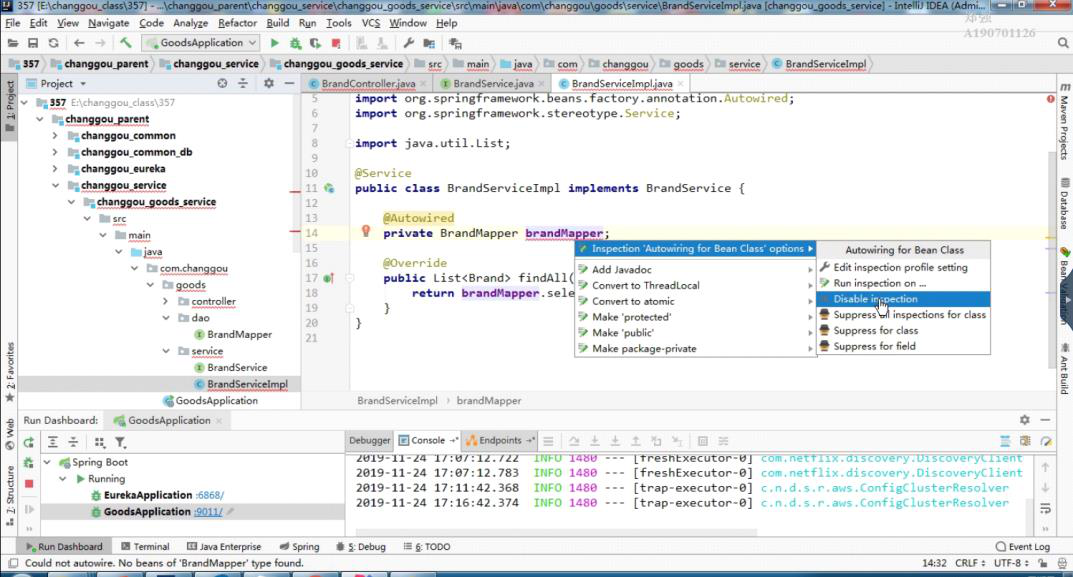 357 [E:\changgou_class\357] - ...\changgou_parent\changgou_service\changgou_goods_service\src\main\java\com\changgou\goods\service\BrandServiceImpl.java [changgou_goods_service] - IntelliJ IDEA (Admi...
File Edit View Navigate Code Analyze Refactor Build Run Tools VCS Window Help
A190701126
GoodsApplication
357 changgou_parent changgou_service changgou_goods_service src main java com changgou goods service BrandServiceImpl
Project
BrandController.java BrandService.java BrandServiceImpl.java
1: Project
357 E:\changgou_class\357
changgou_parent
changgou_common
changgou_common_db
changgou_eureka
changgou_service
changgou_goods_service
src
main
java
com.changgou
goods
controller
dao
BrandMapper
service
BrandService
BrandServiceImpl
GoodsApplication
5 import org.springframework.beans.factory.annotation.Autowired;
6 import org.springframework.stereotype.Service;
7
8 import java.util.List;
9
10 @Service
11 public class BrandServiceImpl implements BrandService {
12
13 @Autowired
14 private BrandMapper brandMapper;
15
16 @Override
17 public List<Brand> findAll(
18 return brandMapper.sele
19 }
20 }
21
Inspection 'Autowiring for Bean Class' options
Add Javadoc
Convert to ThreadLocal
Convert to atomic
Make 'protected'
Make 'public'
Make package-private
Autowiring for Bean Class
Edit inspection profile setting
Run inspection on ...
Disable inspection
Suppress all inspections for class
Suppress for class
Suppress for field
Maven Projects
Database
Bean Validation
Ant Build
2: Favorites
Web
7: Structure
BrandServiceImpl › brandMapper
Run Dashboard: GoodsApplication
Debugger Console Endpoints
Spring Boot
Running
EurekaApplication :6868/
GoodsApplication :9011/
2019-11-24 17:07:12.722 INFO 1480 --- [freshExecutor-0] com.netflix.discovery.DiscoveryClient
2019-11-24 17:07:12.783 INFO 1480 --- [freshExecutor-0] com.netflix.discovery.DiscoveryClient
2019-11-24 17:11:42.368 INFO 1480 --- [trap-executor-0] c.n.d.s.r.aws.ConfigClusterResolver
2019-11-24 17:16:42.374 INFO 1480 --- [trap-executor-0] c.n.d.s.r.aws.ConfigClusterResolver
Run Dashboard Terminal Java Enterprise Spring 5: Debug 6: TODO Event Log
Could not autowire. No beans of 'BrandMapper' type found. 14:32 CRLF UTF-8